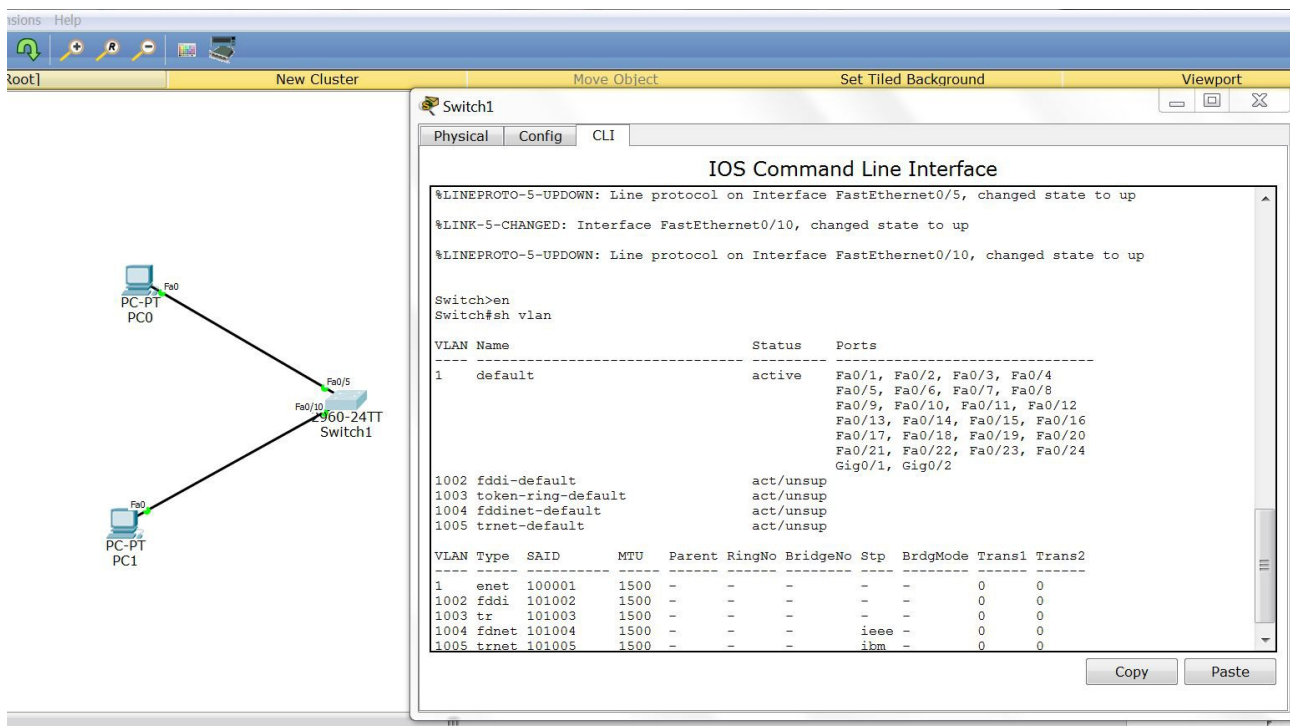 Help
New Cluster
Move Object
Set Tiled Background
Viewport
Fa0
PC-PT
PC0
Fa0/5
Fa0/10
2960-24TT
Switch1
Fa0
PC-PT
PC1
Switch1
Physical Config CLI
IOS Command Line Interface
%LINEPROTO-5-UPDOWN: Line protocol on Interface FastEthernet0/5, changed state to up
%LINK-5-CHANGED: Interface FastEthernet0/10, changed state to up
%LINEPROTO-5-UPDOWN: Line protocol on Interface FastEthernet0/10, changed state to up
Switch>en
Switch#sh vlan
VLAN Name Status Ports
---- -------------------------------- --------- -------------------------------
1 default active Fa0/1, Fa0/2, Fa0/3, Fa0/4
Fa0/5, Fa0/6, Fa0/7, Fa0/8
Fa0/9, Fa0/10, Fa0/11, Fa0/12
Fa0/13, Fa0/14, Fa0/15, Fa0/16
Fa0/17, Fa0/18, Fa0/19, Fa0/20
Fa0/21, Fa0/22, Fa0/23, Fa0/24
Gig0/1, Gig0/2
1002 fddi-default act/unsup
1003 token-ring-default act/unsup
1004 fddinet-default act/unsup
1005 trnet-default act/unsup
VLAN Type SAID MTU Parent RingNo BridgeNo Stp BrdgMode Trans1 Trans2
---- ----- ---------- ----- ------ ------ -------- ---- -------- ------ ------
1 enet 100001 1500 - - - - - 0 0
1002 fddi 101002 1500 - - - - - 0 0
1003 tr 101003 1500 - - - - - 0 0
1004 fdnet 101004 1500 - - - ieee - 0 0
1005 trnet 101005 1500 - - - ibm - 0 0
Copy Paste